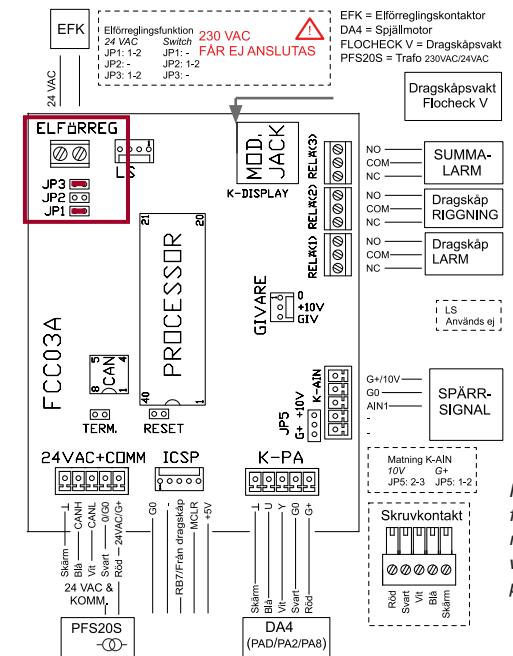 EFK
24 VAC
Elförreglingsfunktion
24 VAC Switch
JP1: 1-2 JP1: -
JP2: - JP2: 1-2
JP3: 1-2 JP3: -
230 VAC
FÅR EJ ANSLUTAS
EFK = Elförreglingskontaktor
DA4 = Spjällmotor
FLOCHECK V = Dragskåpsvakt
PFS20S = Trafo 230VAC/24VAC
Dragskåpsvakt
Flocheck V
ELFÖRREG
LS
JP3
JP2
JP1
MOD.
JACK
K-DISPLAY
RELÄ(3)
RELÄ(2)
RELÄ(1)
NO
COM
NC
SUMMA-
LARM
NO
COM
NC
Dragskåp
RIGGNING
NO
COM
NC
Dragskåp
LARM
21
20
PROCESSOR
40
1
GIVARE
0
+10V
GIV
LS
Används ej
FCC03A
5
4
CAN
8
1
TERM.
RESET
JP5
G+ +10V
K-AIN
G+/10V
G0
AIN1
-
-
SPÄRR-
SIGNAL
24VAC+COMM
ICSP
K-PA
Matning K-AIN
10V G+
JP5: 2-3 JP5: 1-2
⊥
Skärm
CANH
Blå
CANL
Vit
0/G0
Svart
24VAC/G+
Röd
G0
RB7/Från dragskåp
MCLR
+5V
⊥
Skärm
U
Blå
Y
Vit
G0
Svart
G+
Röd
Skruvkontakt
Röd
Svart
Vit
Blå
Skärm
24 VAC &
KOMM.
PFS20S
DA4
(PAD/PA2/PA8)